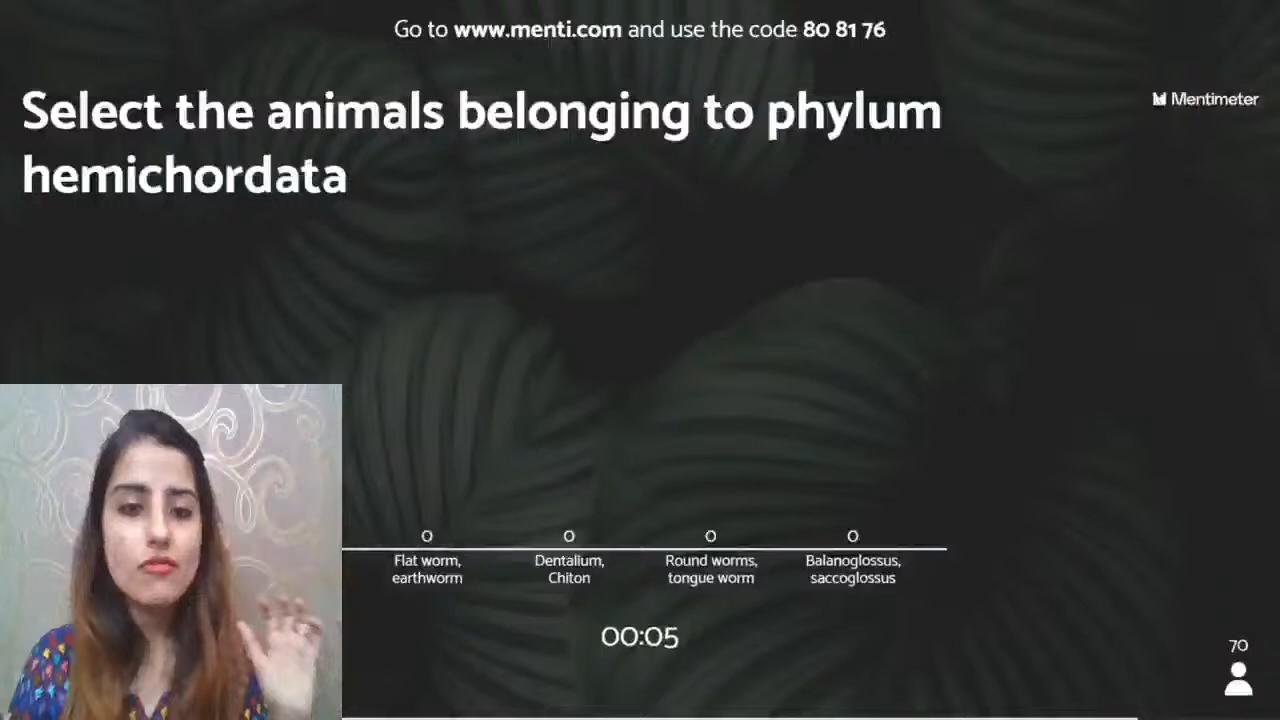 Go to www.menti.com and use the code 80 81 76
Select the animals belonging to phylum
hemichordata
Mentimeter
0
0
0
0
Flat worm,
earthworm
Dentalium,
Chiton
Round worms,
tongue worm
Balanoglossus,
saccoglossus
00:05
70